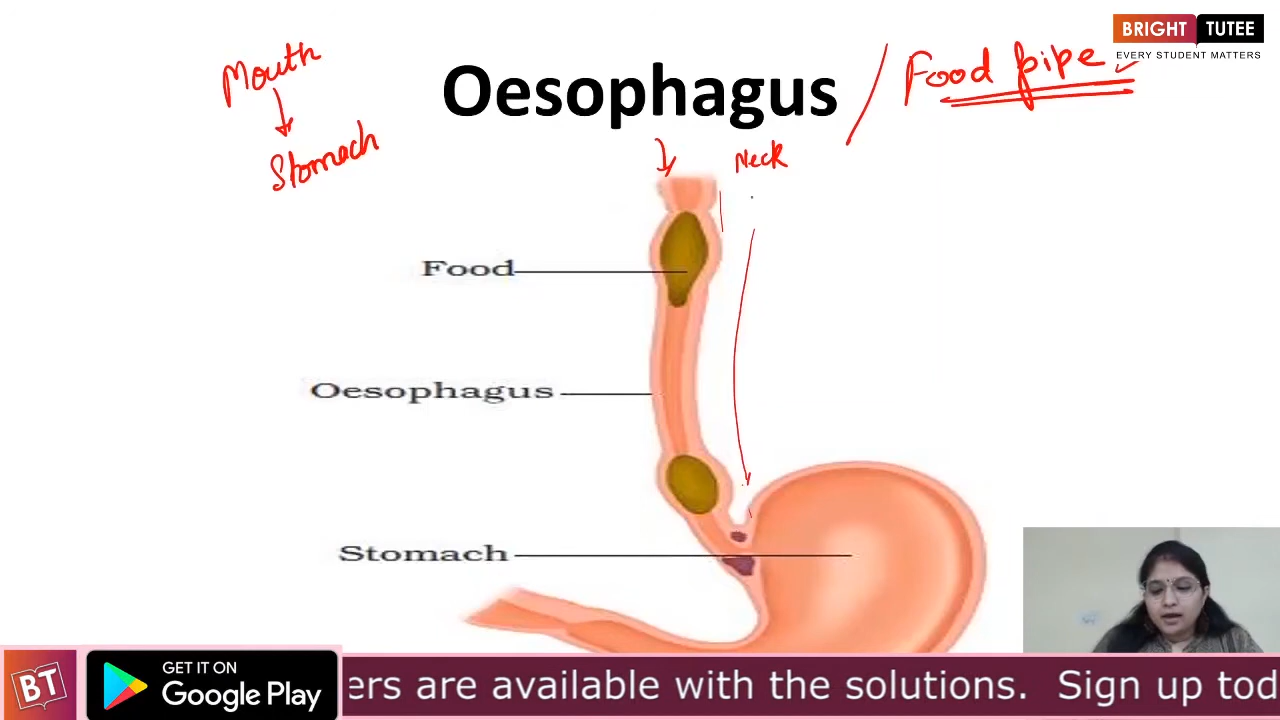 BRIGHT TUTEE
EVERY STUDENT MATTERS
Mouth
Stomach
Oesophagus
Food pipe
Neck
Food
Oesophagus
Stomach
BT
GET IT ON
Google Play
ers are available with the solutions. Sign up tod